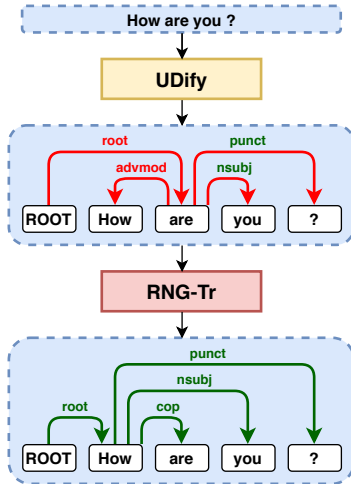 How are you ?
UDify
root punct
advmod nsubj
ROOT How are you ?
RNG-Tr
punct
nsubj
root cop
ROOT How are you ?